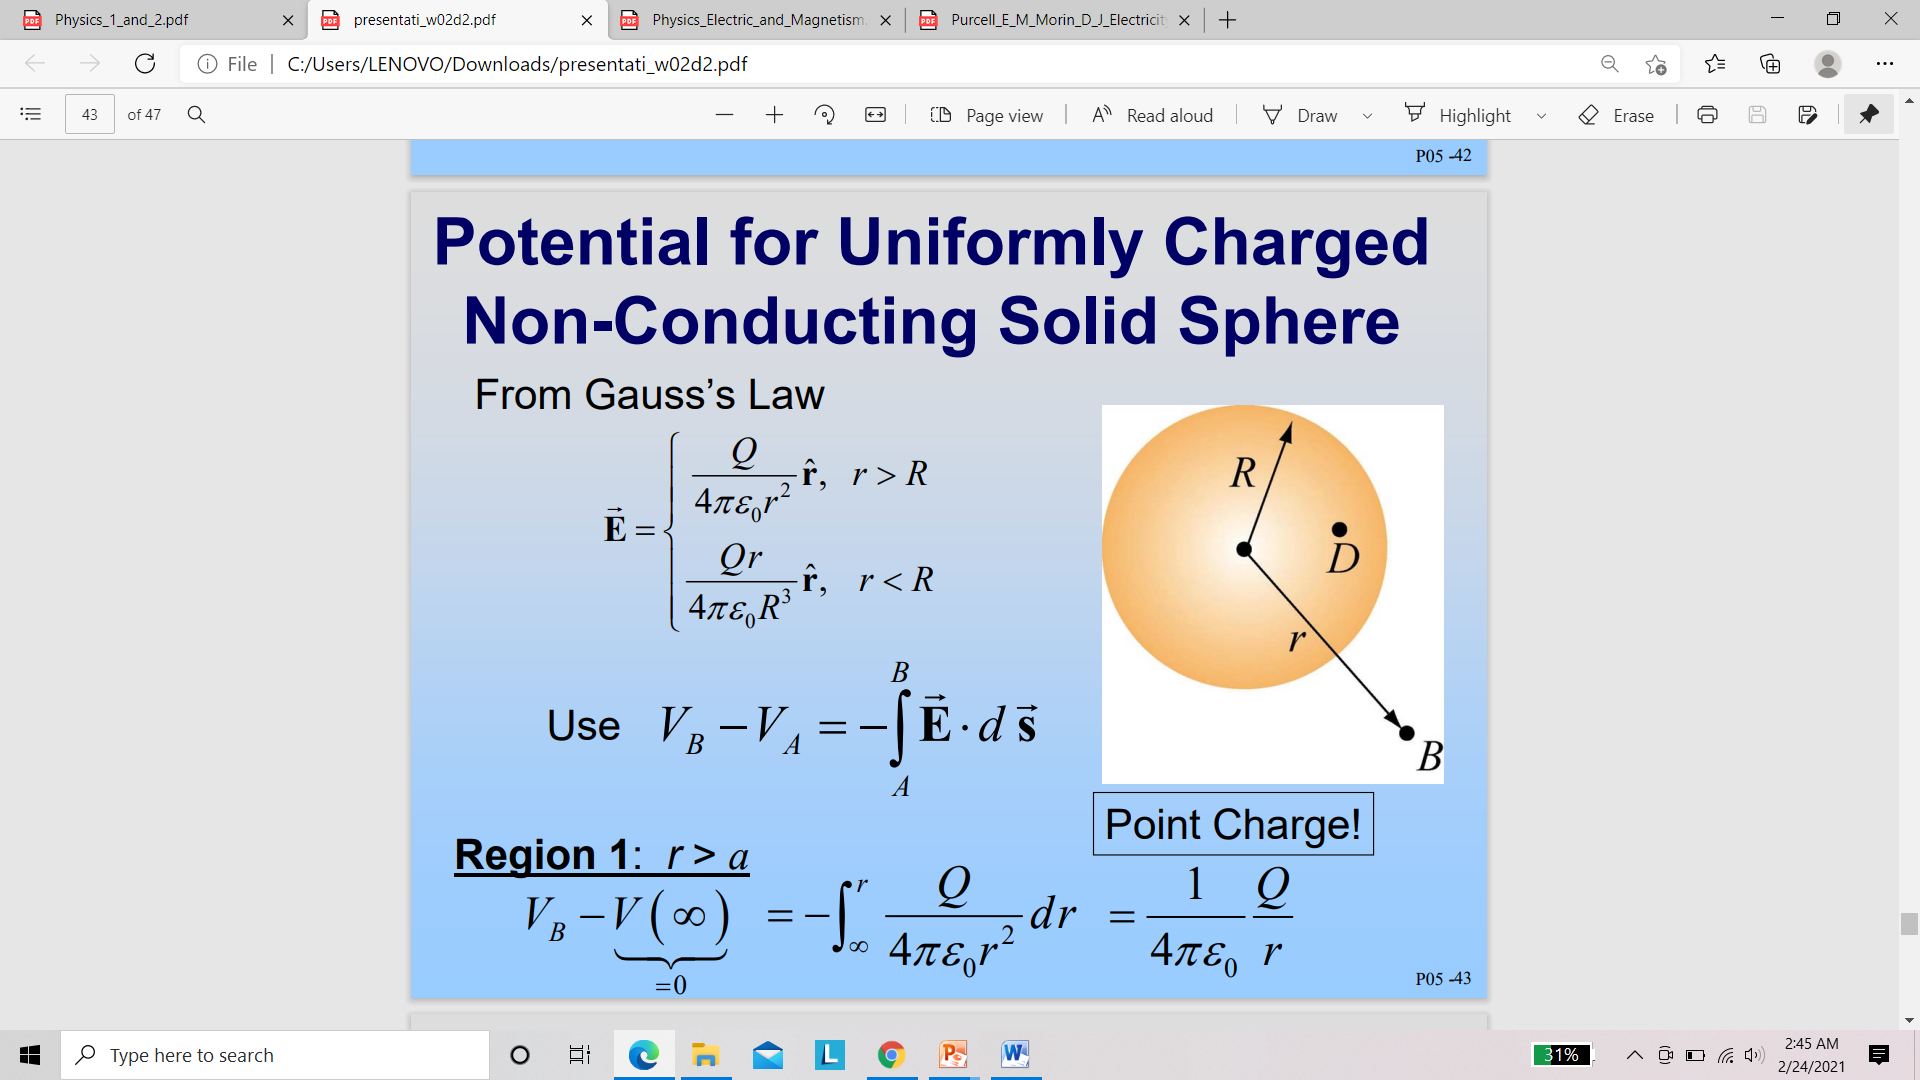 Physics_1_and_2.pdf
presentati_w02d2.pdf
Physics_Electric_and_Magnetism.
Purcell_E_M_Morin_D_J_Electricit
File | C:/Users/LENOVO/Downloads/presentati_w02d2.pdf
43 of 47
Page view
Read aloud
Draw
Highlight
Erase
P05 -42
Potential for Uniformly Charged
Non-Conducting Solid Sphere
From Gauss’s Law
E⃗ = { Q / 4πε₀r² r̂, r > R
Qr / 4πε₀R³ r̂, r < R
R
D
r
B
Use V_B − V_A = −∫_A^B E⃗ · d s⃗
Point Charge!
Region 1: r > a
V_B − V(∞) = −∫_∞^r Q / 4πε₀r² dr = 1 / 4πε₀ Q / r
=0
P05 -43
Type here to search
L
31%
2:45 AM
2/24/2021